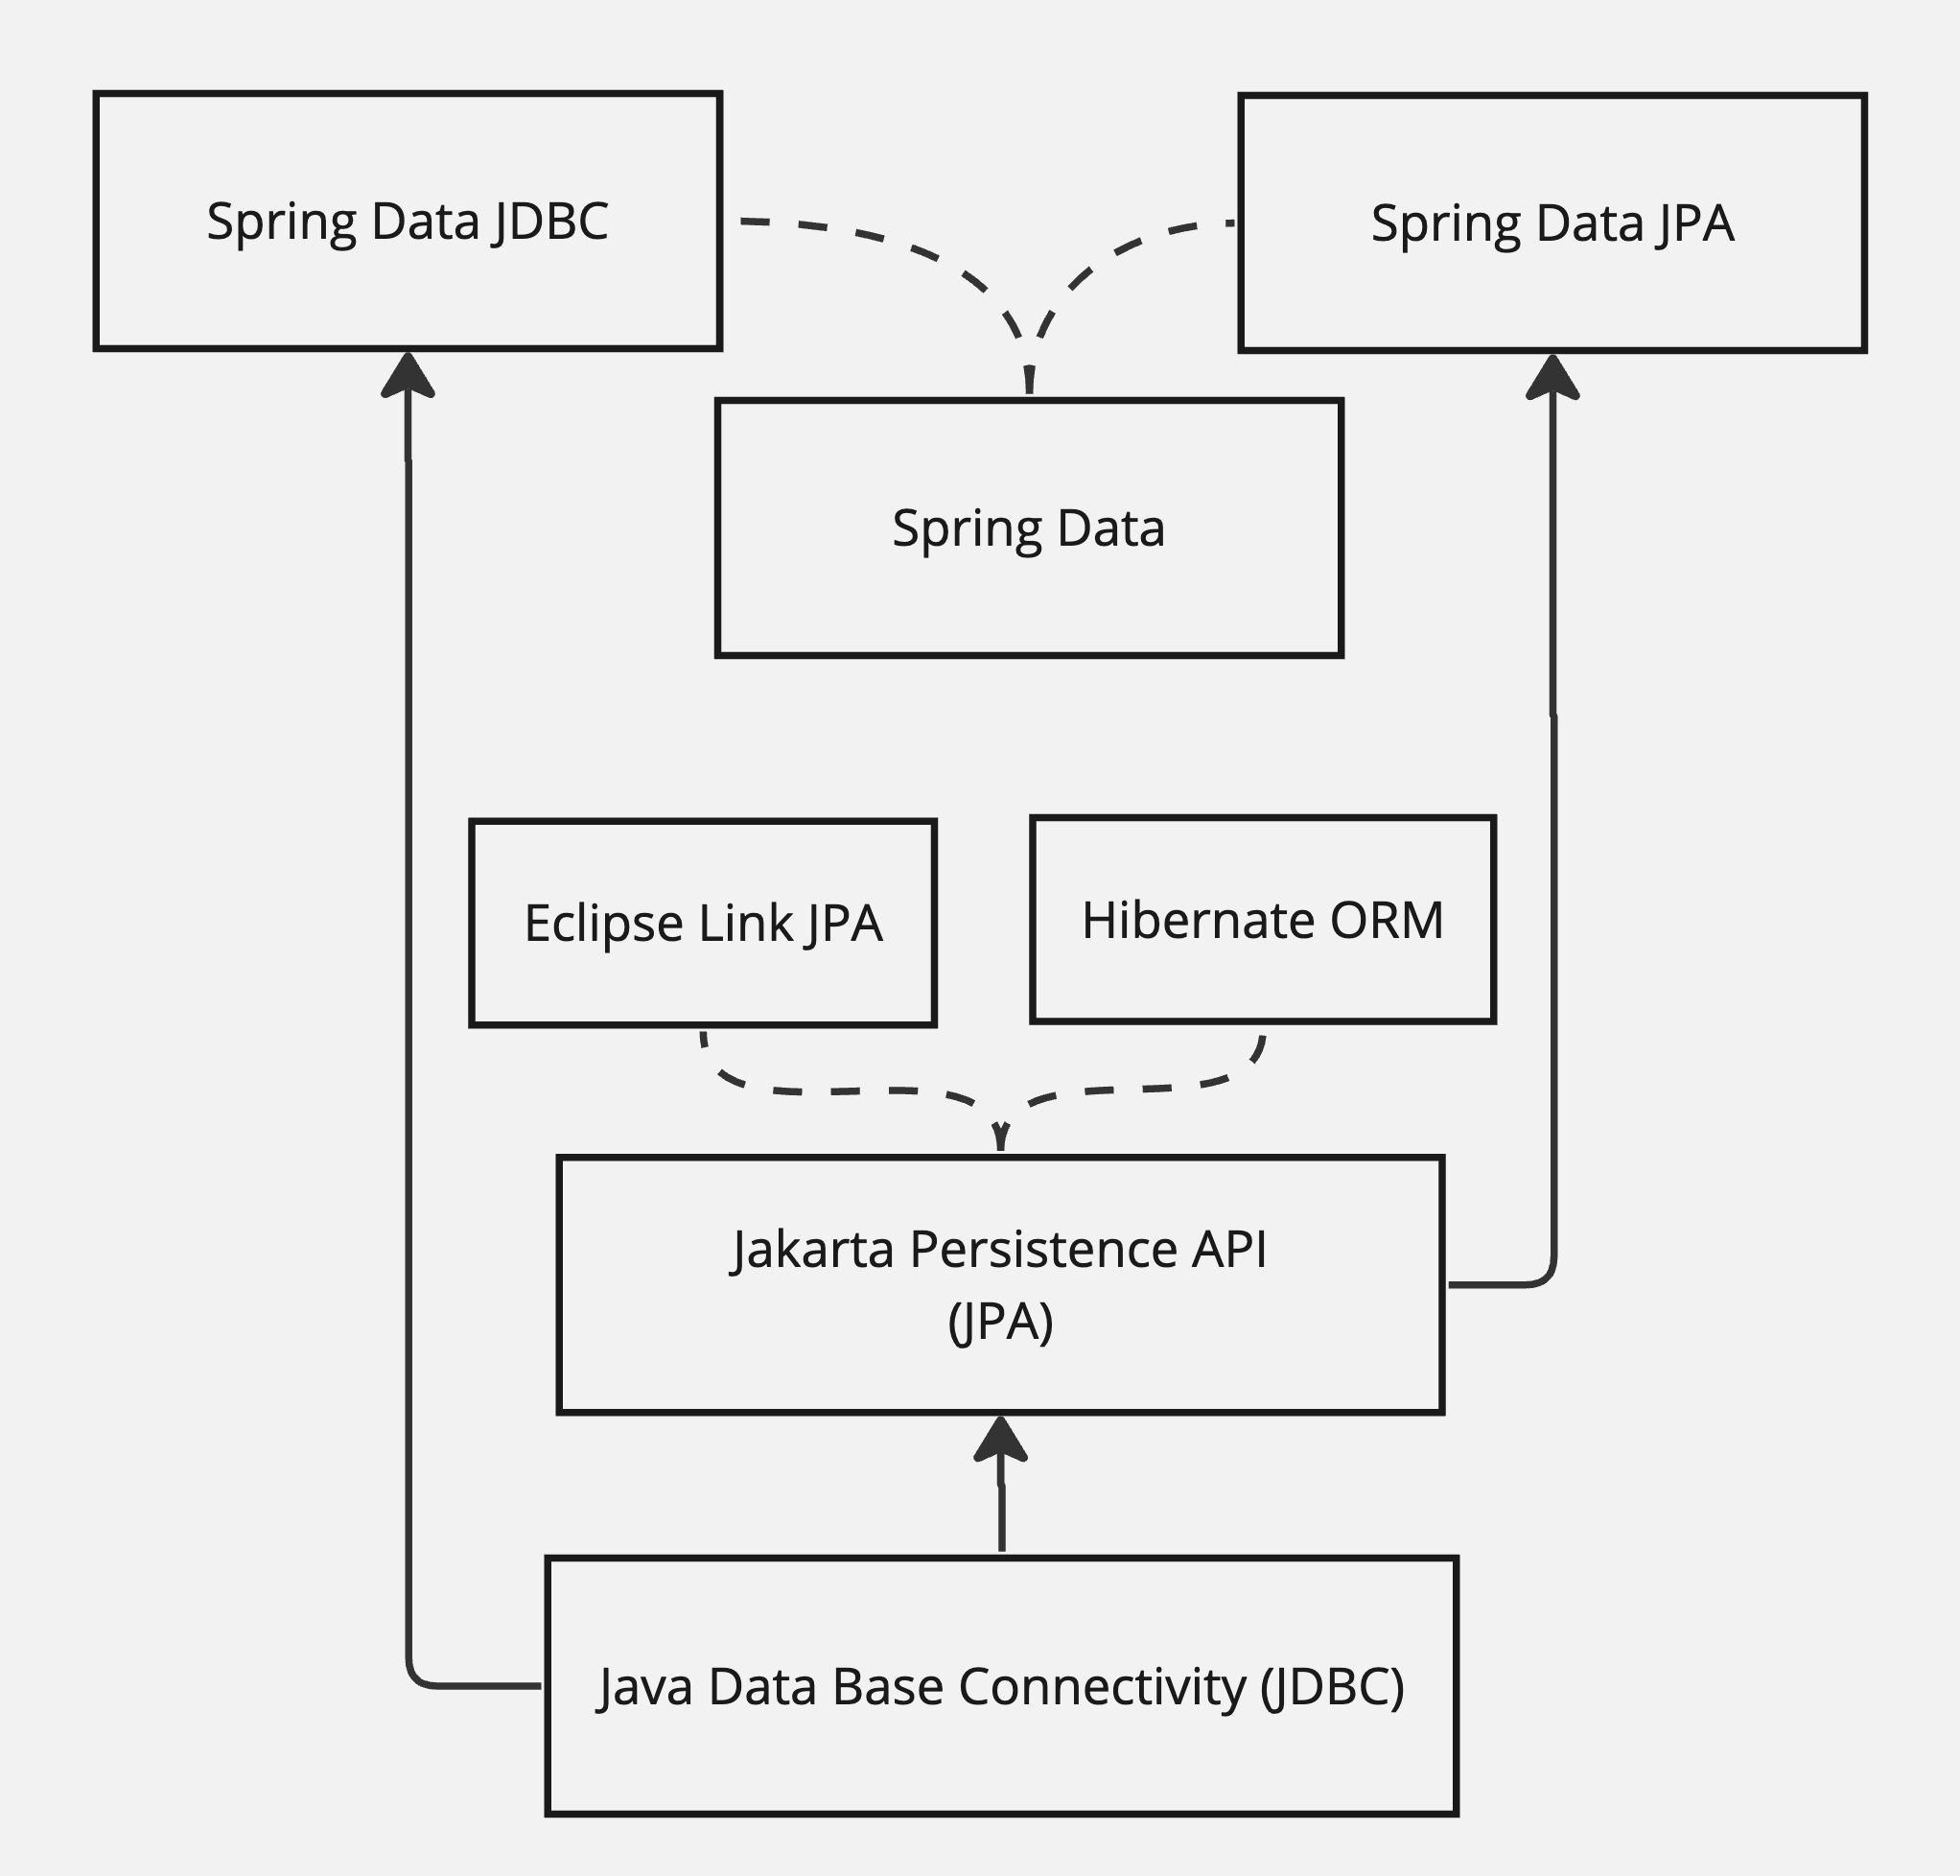 Spring Data JDBC
Spring Data JPA
Spring Data
Eclipse Link JPA
Hibernate ORM
Jakarta Persistence API
(JPA)
Java Data Base Connectivity (JDBC)